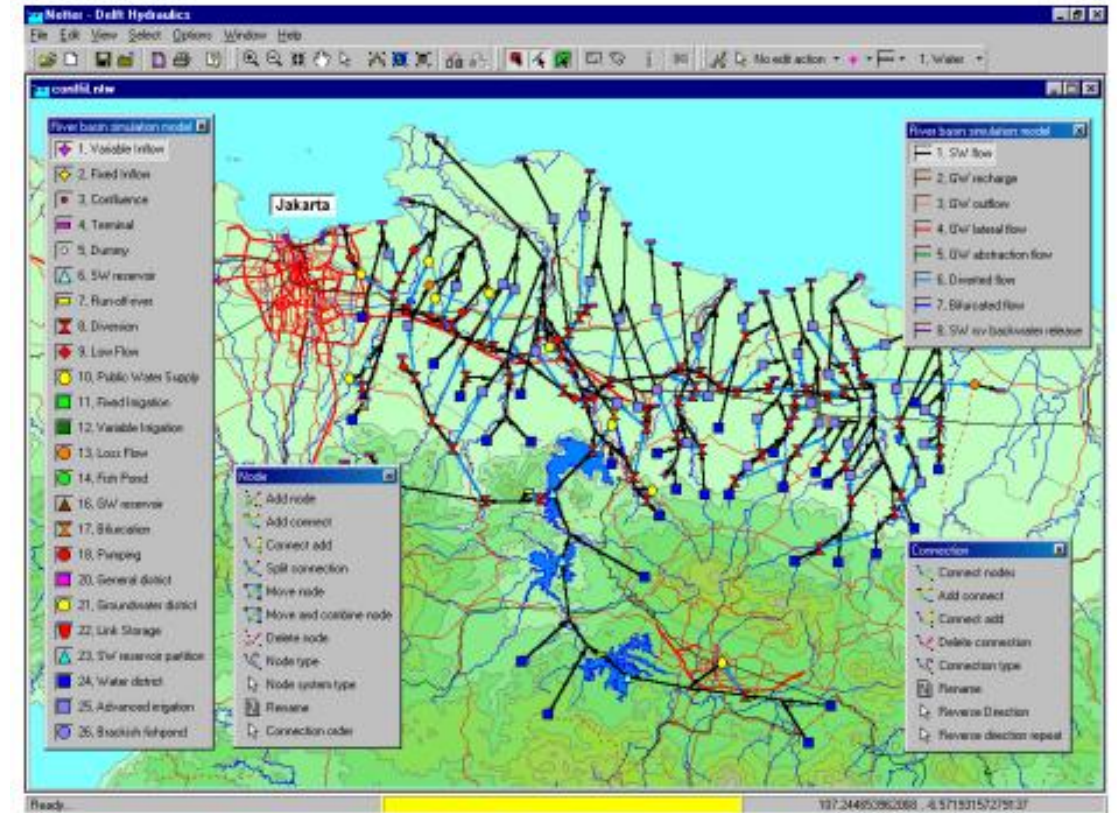 Netter - Delft Hydraulics
File Edit View Select Options Window Help
No edit action
1, Water
River basin simulation model
1, Variable Inflow
2, Fixed Inflow
3, Confluence
4, Terminal
5, Dummy
6, SW reservoir
7, Run-off-river
8, Diversion
9, Low Flow
10, Public Water Supply
11, Fixed Irrigation
12, Variable Irrigation
13, Loss Flow
14, Fish Pond
16, GW reservoir
17, Bifurcation
18, Pumping
20, General district
21, Groundwater district
22, Link Storage
23, SW reservoir partition
24, Water district
25, Advanced irrigation
26, Brackish fishpond
Jakarta
River basin simulation model
1, SW flow
2, GW recharge
3, GW outflow
4, GW lateral flow
5, GW abstraction flow
6, Diverted flow
7, Bifurcated flow
8, SW rsv backwater release
Node
Add node
Add connect
Connect add
Split connection
Move node
Move and combine node
Delete node
Node type
Node system type
Rename
Connection order
Connection
Connect nodes
Add connect
Connect add
Delete connection
Connection type
Rename
Reverse Direction
Reverse direction repeat
Ready...